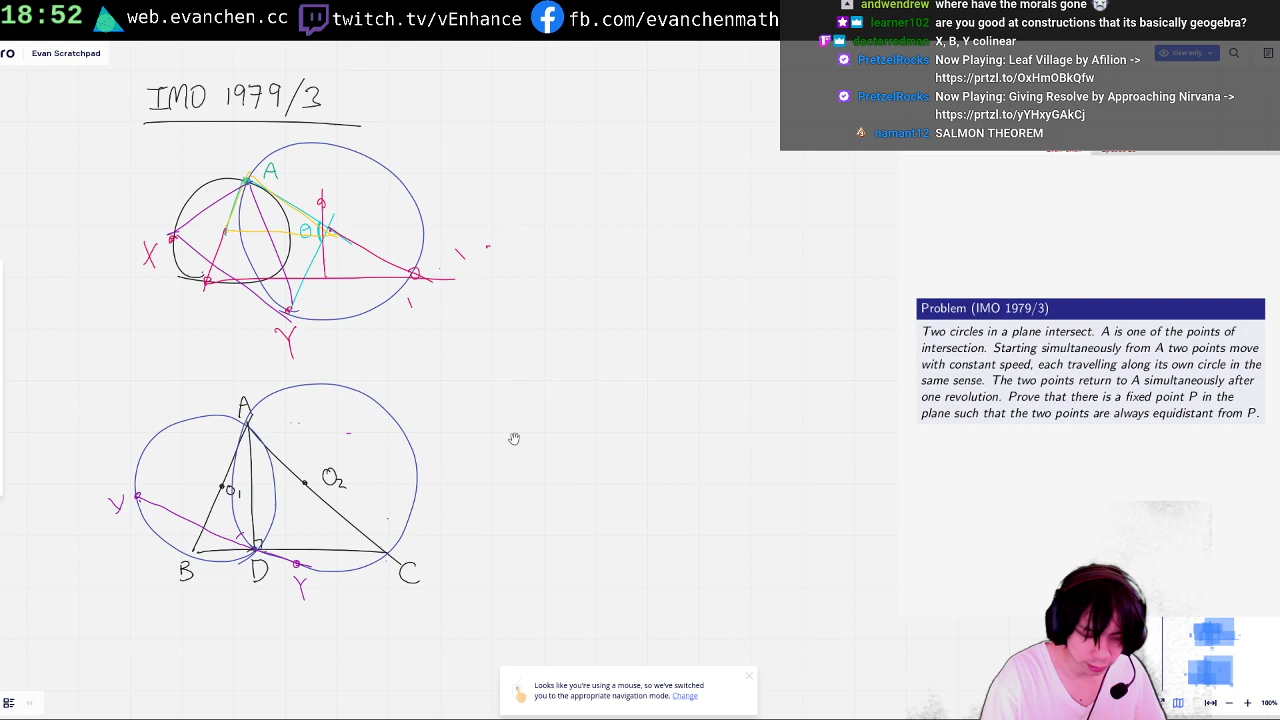 18:52 web.evanchen.cc twitch.tv/vEnhance fb.com/evanchenmath
andwendrew where have the morals gone
learner102 are you good at constructions that its basically geogebra?
X, B, Y colinear
PretzelRocks Now Playing: Leaf Village by Afilion ->
https://prtzl.to/OxHmOBkQfw
PretzelRocks Now Playing: Giving Resolve by Approaching Nirvana ->
https://prtzl.to/yYHxyGAkCj
namant12 SALMON THEOREM
ro Evan Scratchpad
View only
IMO 1979/3
A
θ
X
Y
A
O1
O2
Y
B
D
C
Y
Problem (IMO 1979/3)
Two circles in a plane intersect. A is one of the points of
intersection. Starting simultaneously from A two points move
with constant speed, each travelling along its own circle in the
same sense. The two points return to A simultaneously after
one revolution. Prove that there is a fixed point P in the
plane such that the two points are always equidistant from P.
Looks like you're using a mouse, so we've switched
you to the appropriate navigation mode. Change
100%